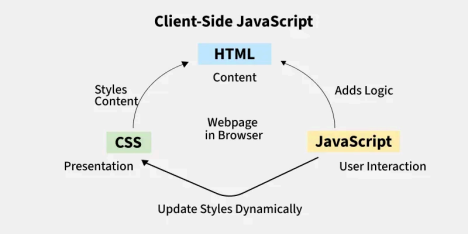 Client-Side JavaScript
HTML
Content
Styles
Content
Adds Logic
Webpage
in Browser
CSS
JavaScript
Presentation
User Interaction
Update Styles Dynamically